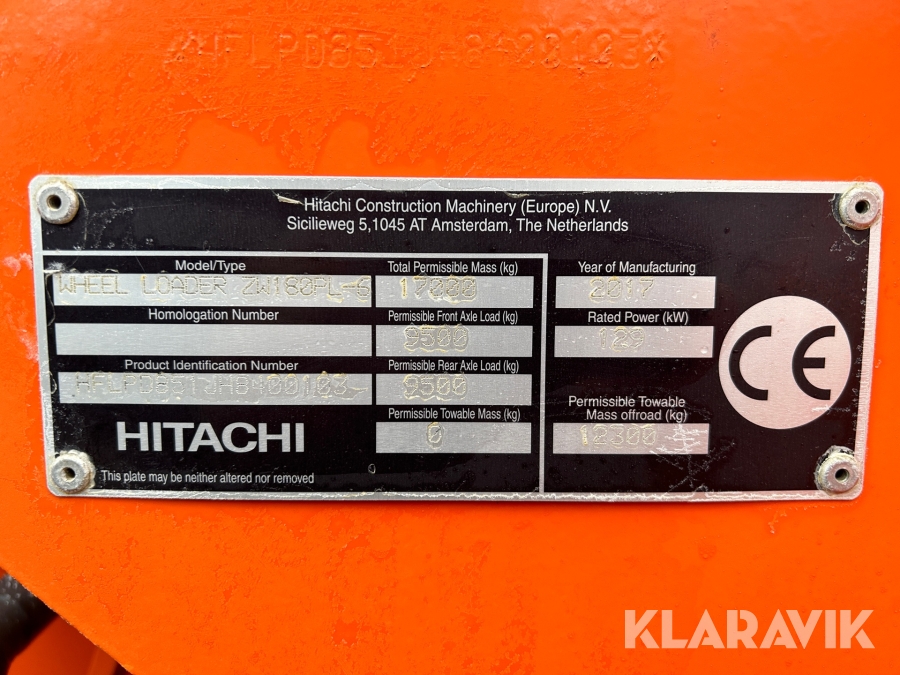 Hitachi Construction Machinery (Europe) N.V.
Sicilieweg 5,1045 AT Amsterdam, The Netherlands
Model/Type
WHEEL LOADER ZW180PL-6
Homologation Number
Product Identification Number
Total Permissible Mass (kg)
17000
Permissible Front Axle Load (kg)
9500
Permissible Rear Axle Load (kg)
9500
Permissible Towable Mass (kg)
0
Year of Manufacturing
2017
Rated Power (kW)
129
Permissible Towable
Mass offroad (kg)
12300
CE
HITACHI
This plate may be neither altered nor removed
KLARAVIK